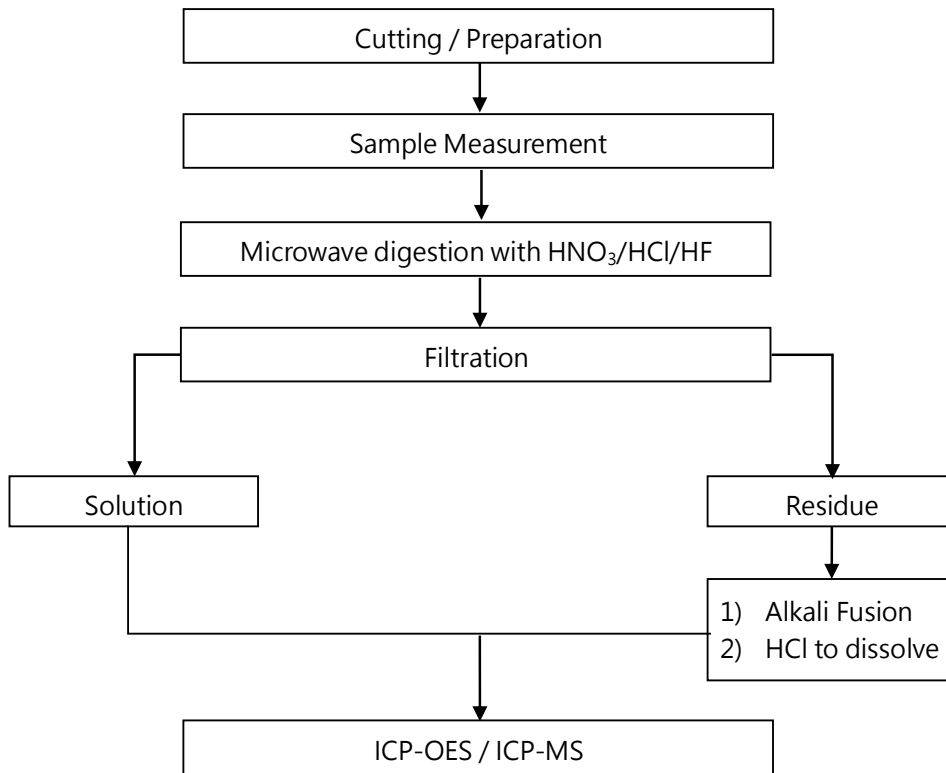 Cutting / Preparation
Sample Measurement
Microwave digestion with HNO₃/HCl/HF
Filtration
Solution
Residue
1) Alkali Fusion
2) HCl to dissolve
ICP-OES / ICP-MS